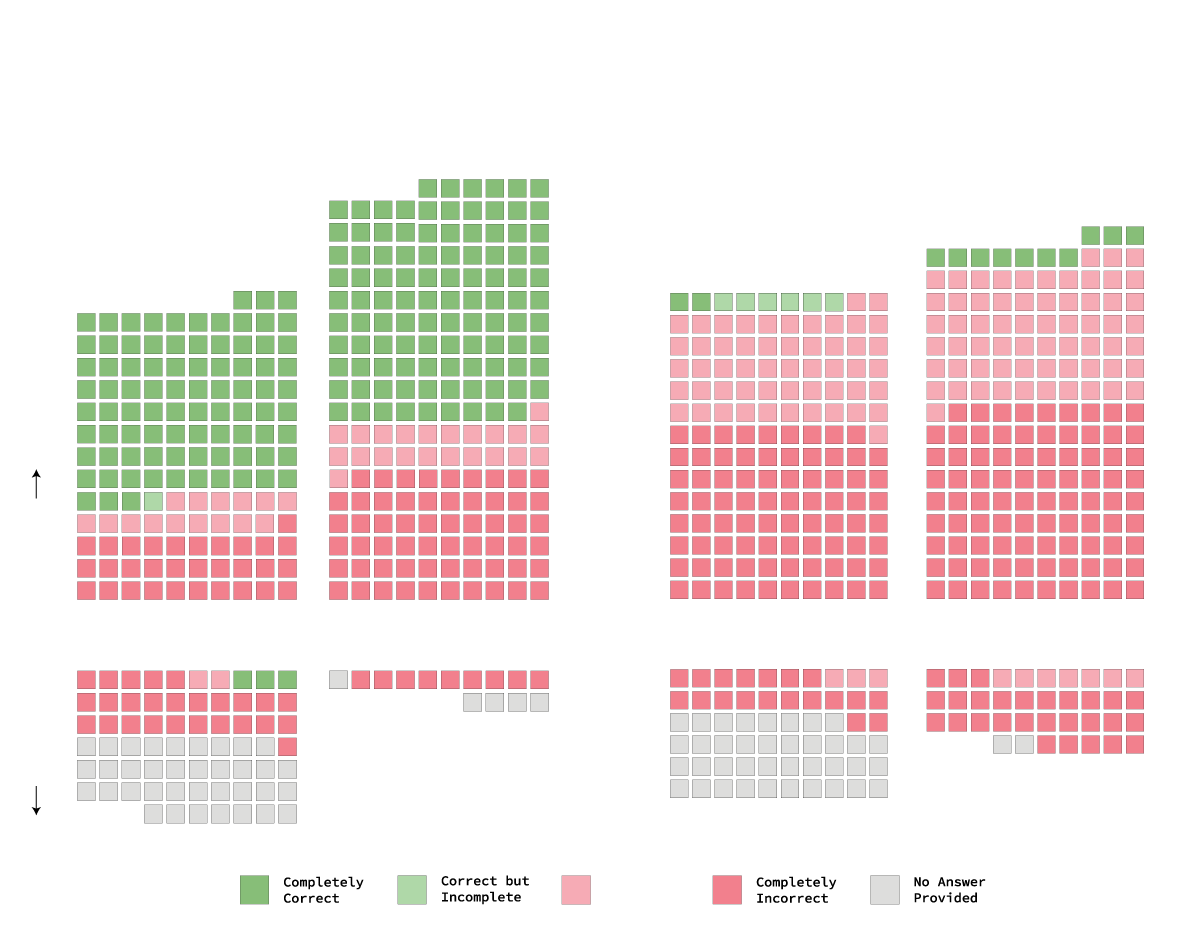 Completely
Correct
Correct but
Incomplete
Completely
Incorrect
No Answer
Provided